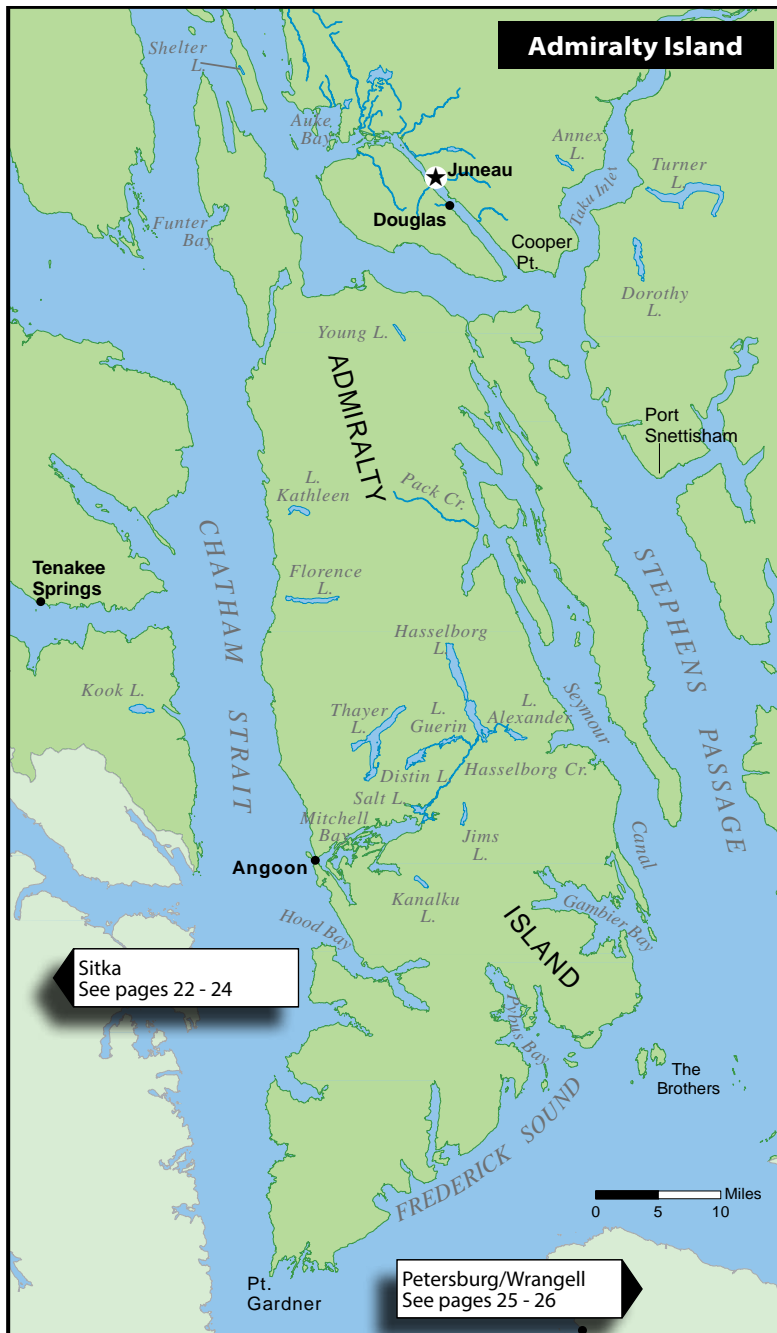 Admiralty Island
Shelter
L.
Auke
Bay
Juneau
Douglas
Annex
L.
Turner
L.
Taku Inlet
Cooper
Pt.
Funter
Bay
Dorothy
L.
Young L.
ADMIRALTY
Port
Snettisham
L.
Kathleen
Pack Cr.
Tenakee
Springs
CHATHAM STRAIT
Florence
L.
STEPHENS PASSAGE
Hasselborg
L.
Kook L.
Thayer
L.
L.
Guerin
L.
Alexander
Seymour
Canal
Distin L.
Hasselborg Cr.
Salt L.
Mitchell
Bay
Jims
L.
Angoon
Kanalku
L.
Hood Bay
Gambier Bay
ISLAND
Sitka
See pages 22 - 24
Pybus Bay
The
Brothers
FREDERICK SOUND
Miles
0 5 10
Pt.
Gardner
Petersburg/Wrangell
See pages 25 - 26